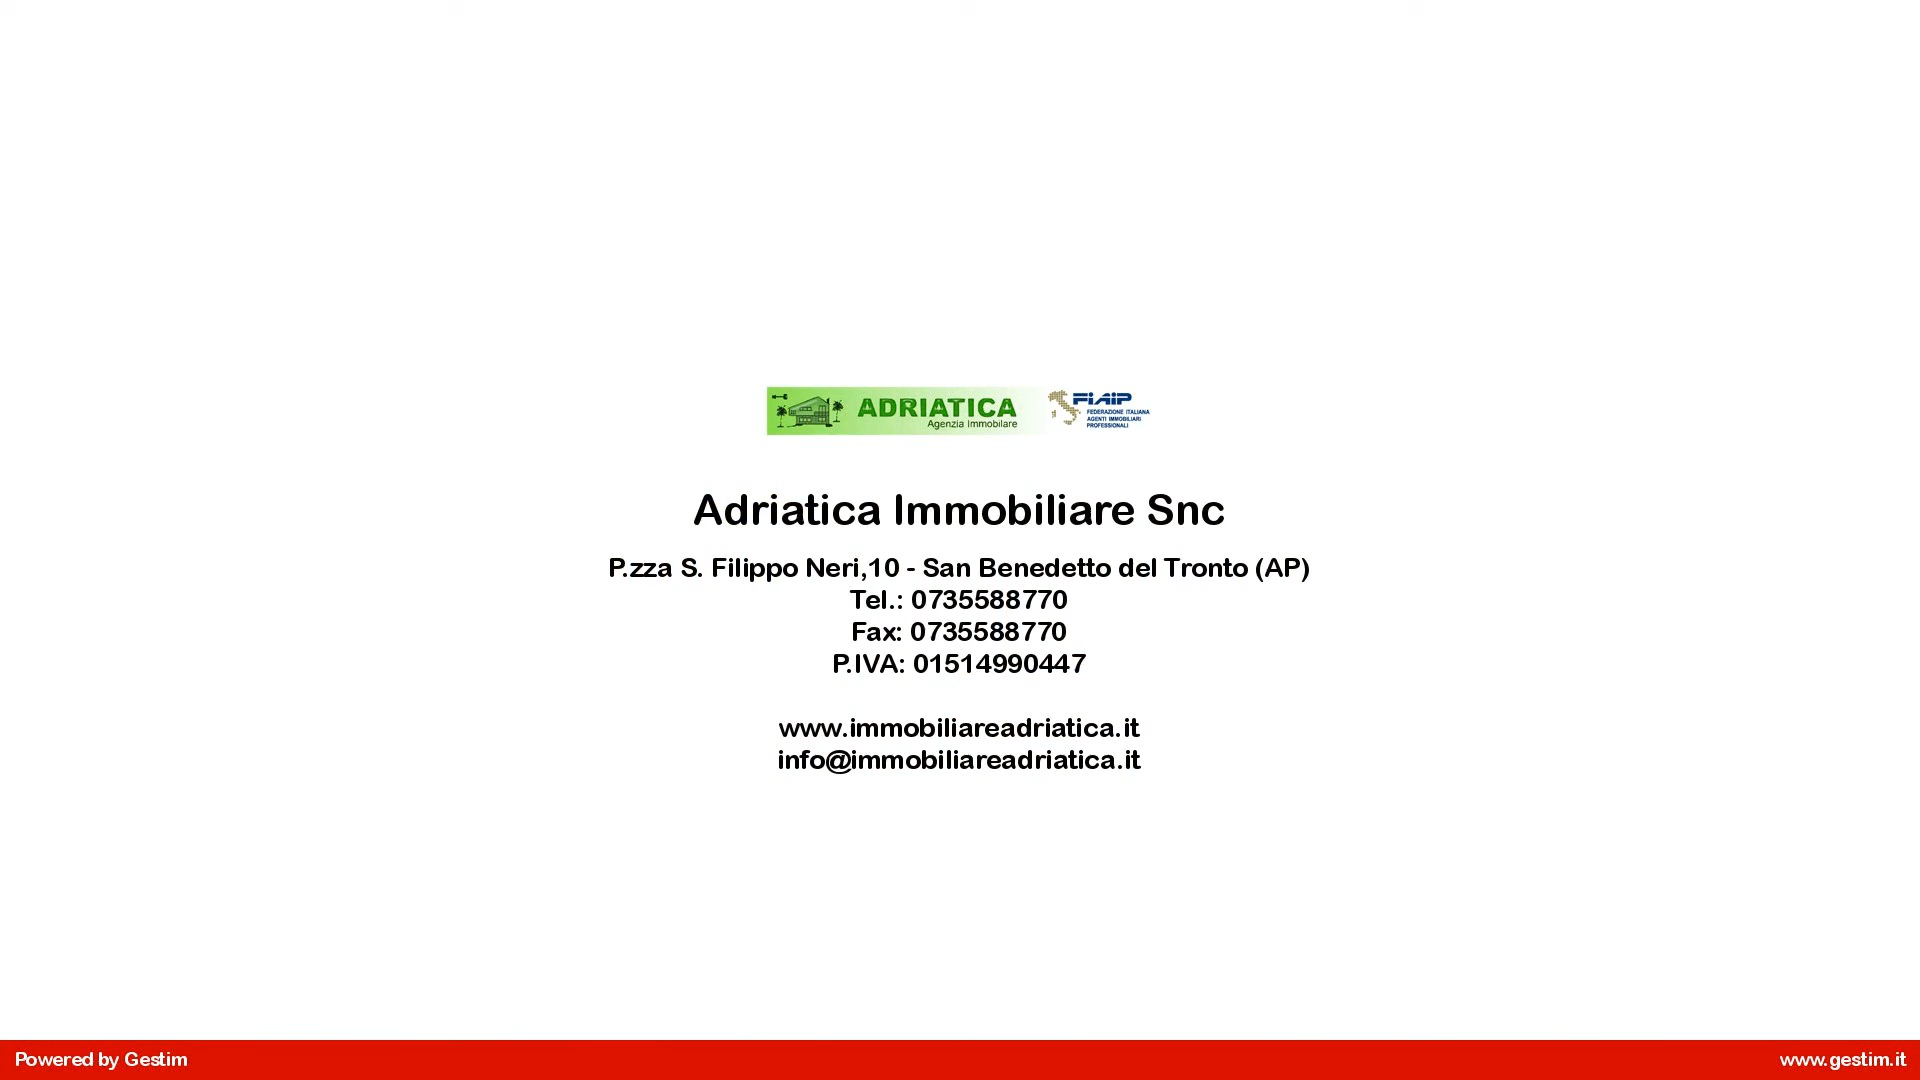 ADRIATICA
Agenzia Immobilare
FIAIP
FEDERAZIONE ITALIANA
AGENTI IMMOBILIARI
PROFESSIONALI
Adriatica Immobiliare Snc
P.zza S. Filippo Neri,10 - San Benedetto del Tronto (AP)
Tel.: 0735588770
Fax: 0735588770
P.IVA: 01514990447
www.immobiliareadriatica.it
info@immobiliareadriatica.it
Powered by Gestim
www.gestim.it